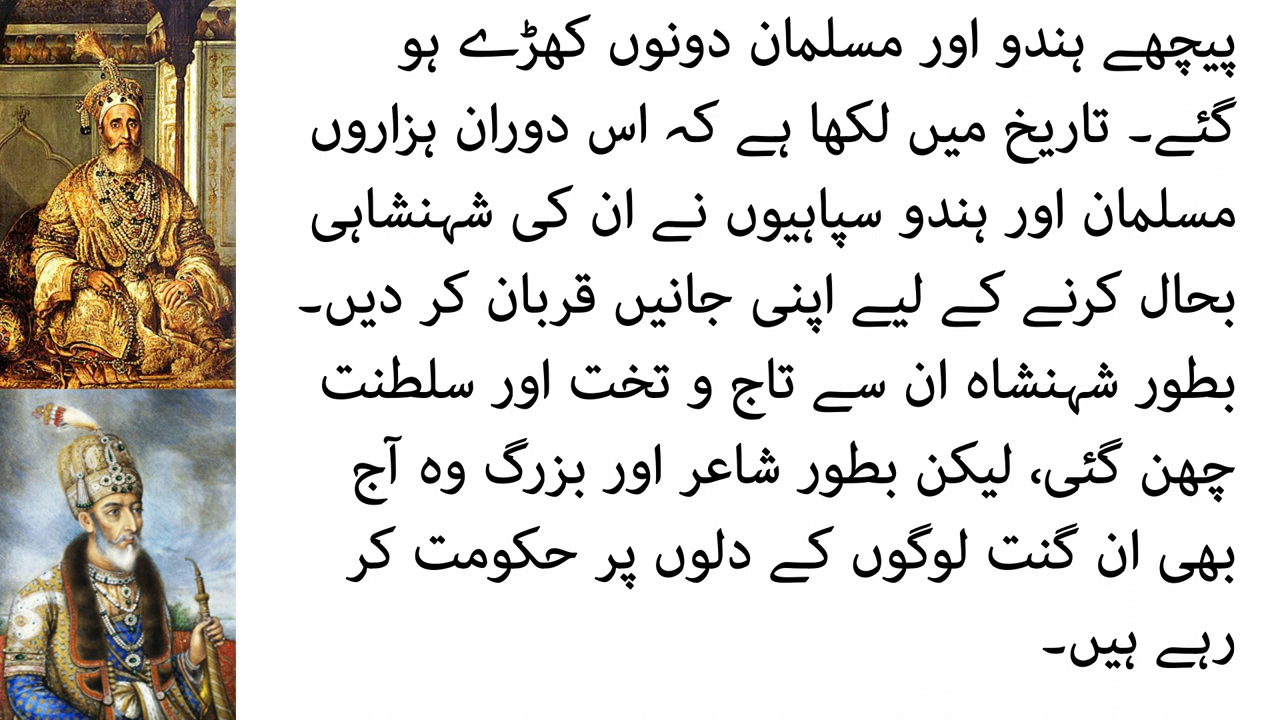 پیچھے ہندو اور مسلمان دونوں کھڑے ہو
گئے۔ تاریخ میں لکھا ہے کہ اس دوران ہزاروں
مسلمان اور ہندو سپاہیوں نے ان کی شہنشاہی
بحال کرنے کے لیے اپنی جانیں قربان کر دیں۔
بطور شہنشاہ ان سے تاج و تخت اور سلطنت
چھن گئی، لیکن بطور شاعر اور بزرگ وہ آج
بھی ان گنت لوگوں کے دلوں پر حکومت کر
رہے ہیں۔